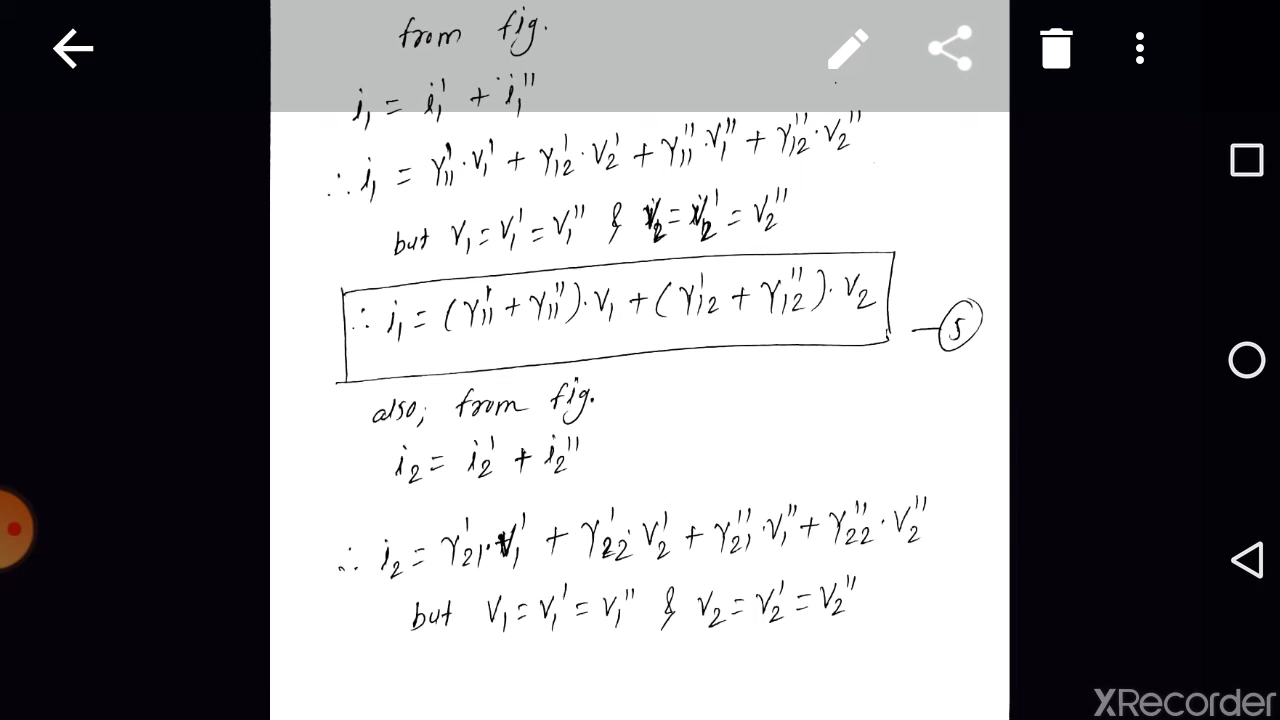 from fig.
i₁ = i₁' + i₁''
∴ i₁ = Y₁₁'·V₁' + Y₁₂'·V₂' + Y₁₁''·V₁'' + Y₁₂''·V₂''
but V₁ = V₁' = V₁'' & V₂ = V₂' = V₂''
∴ i₁ = (Y₁₁' + Y₁₁'')·V₁ + (Y₁₂' + Y₁₂'')·V₂ —⑤
also, from fig.
i₂ = i₂' + i₂''
∴ i₂ = Y₂₁'·V₁' + Y₂₂'·V₂' + Y₂₁''·V₁'' + Y₂₂''·V₂''
but V₁ = V₁' = V₁'' & V₂ = V₂' = V₂''
XRecorder